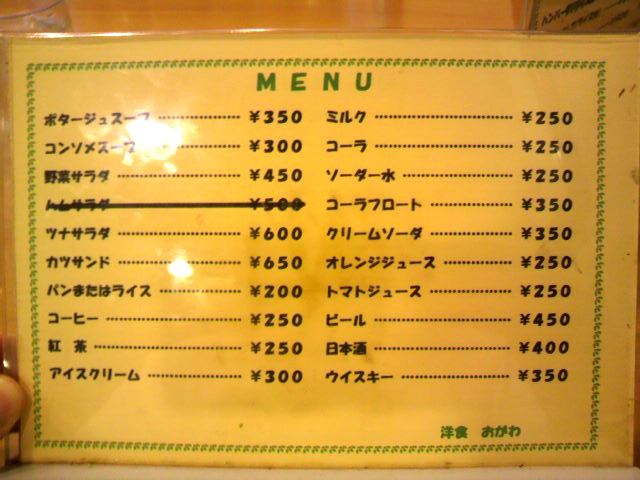 MENU
ポタージュスープ ¥350
コンソメスープ ¥300
野菜サラダ ¥450
ハムサラダ ¥500
ツナサラダ ¥600
カツサンド ¥650
パンまたはライス ¥200
コーヒー ¥250
紅 茶 ¥250
アイスクリーム ¥300
ミルク ¥250
コーラ ¥250
ソーダー水 ¥250
コーラフロート ¥350
クリームソーダ ¥350
オレンジジュース ¥250
トマトジュース ¥250
ビール ¥450
日本酒 ¥400
ウイスキー ¥350
洋食 おがわ